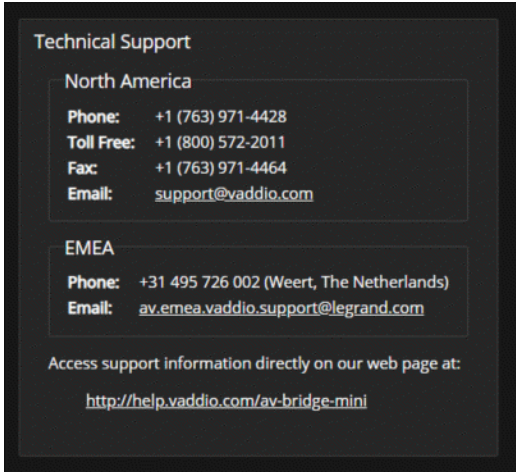 Technical Support
North America
Phone: +1 (763) 971-4428
Toll Free: +1 (800) 572-2011
Fax: +1 (763) 971-4464
Email: support@vaddio.com
EMEA
Phone: +31 495 726 002 (Weert, The Netherlands)
Email: av.emea.vaddio.support@legrand.com
Access support information directly on our web page at:
http://help.vaddio.com/av-bridge-mini